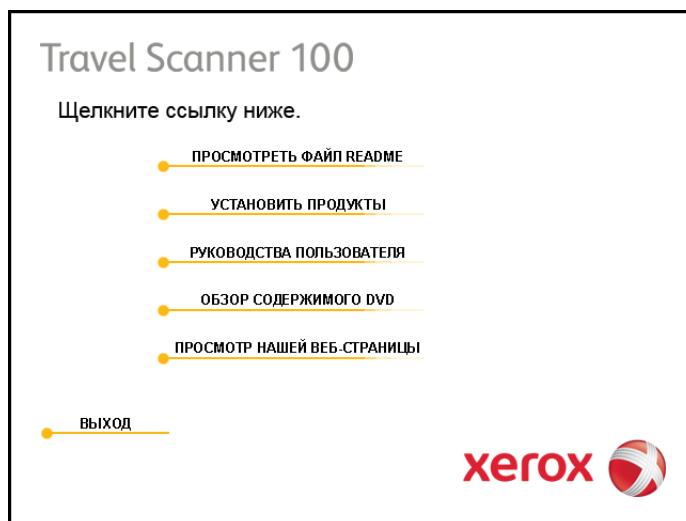 Travel Scanner 100
Щелкните ссылку ниже.
ПРОСМОТРЕТЬ ФАЙЛ README
УСТАНОВИТЬ ПРОДУКТЫ
РУКОВОДСТВА ПОЛЬЗОВАТЕЛЯ
ОБЗОР СОДЕРЖИМОГО DVD
ПРОСМОТР НАШЕЙ ВЕБ-СТРАНИЦЫ
ВЫХОД
xerox